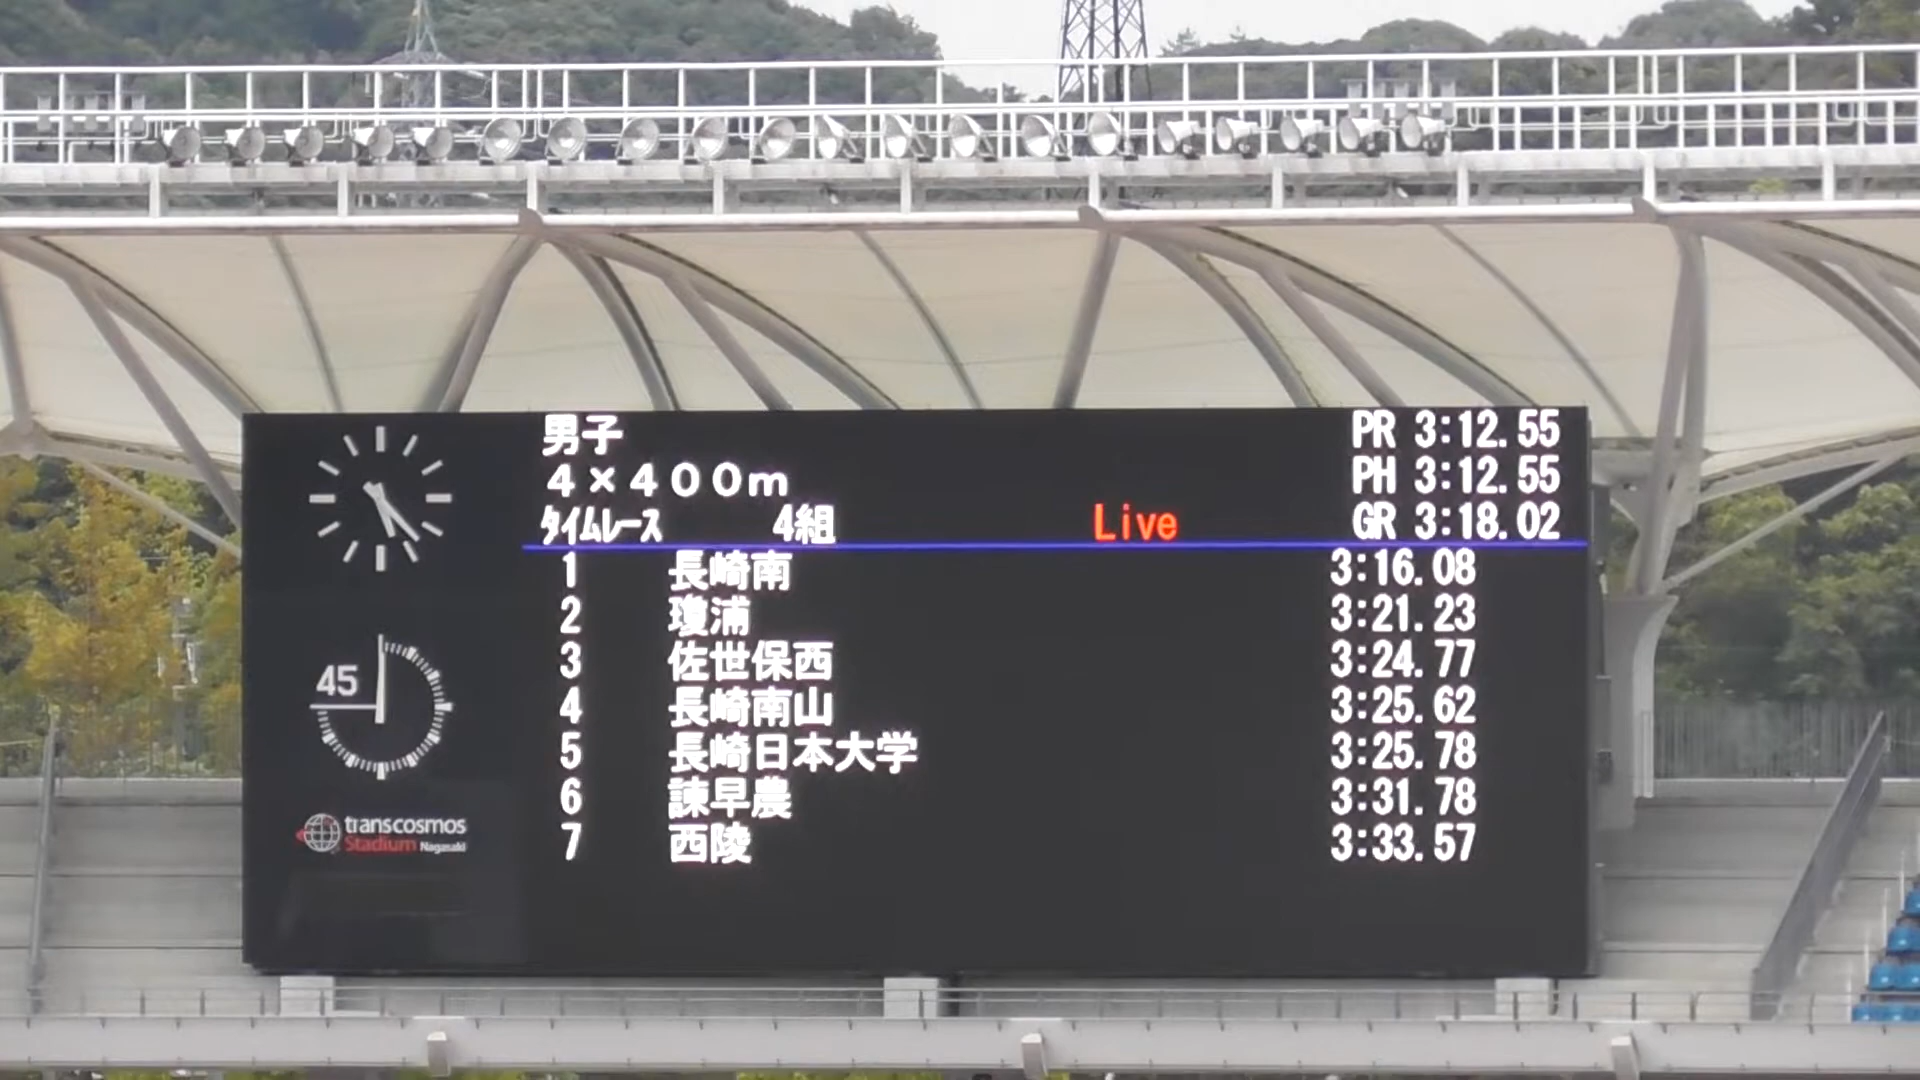 男子 PR 3:12.55
4×400m PH 3:12.55
ﾀｲﾑﾚｰｽ 4組 Live GR 3:18.02
1 長崎南 3:16.08
2 瓊浦 3:21.23
3 佐世保西 3:24.77
4 長崎南山 3:25.62
5 長崎日本大学 3:25.78
6 諫早農 3:31.78
7 西陵 3:33.57
45
transcosmos
Stadium Nagasaki